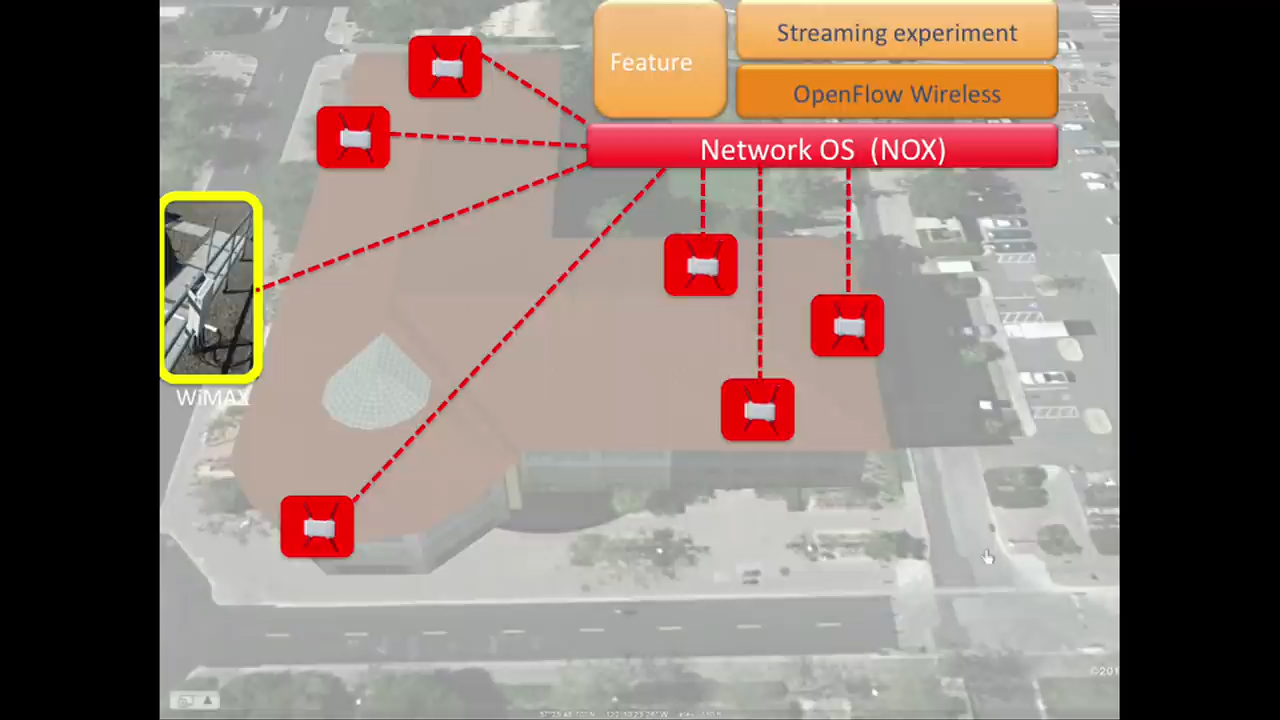 Feature
Streaming experiment
OpenFlow Wireless
Network OS (NOX)
WiMAX